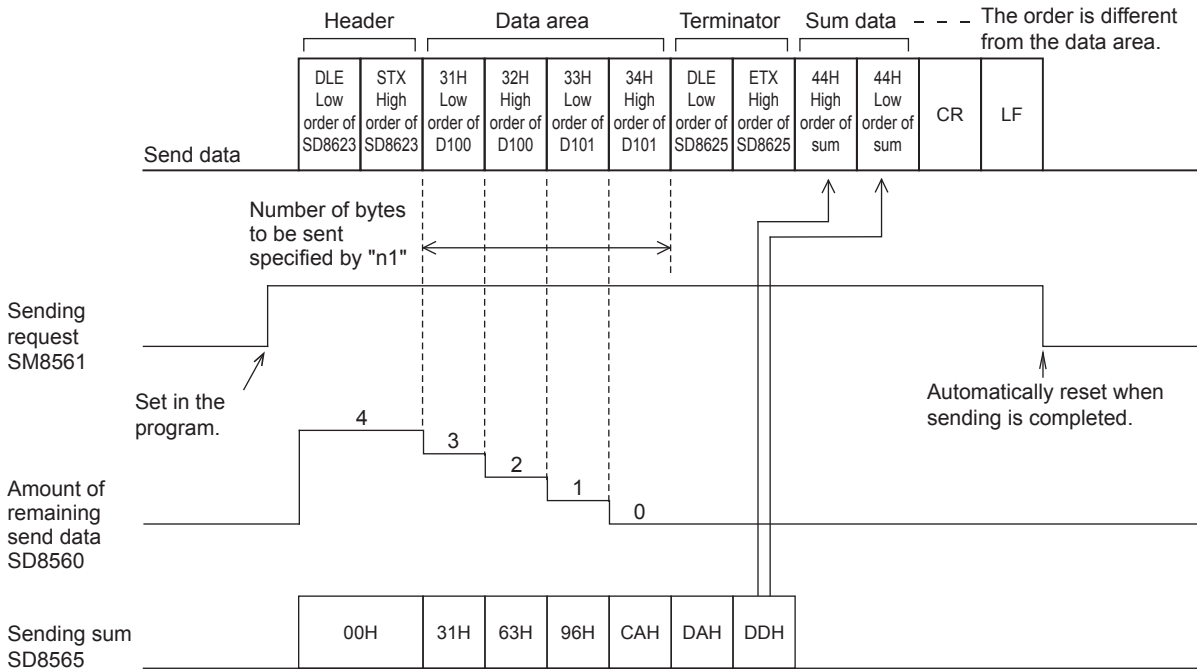 Header Data area Terminator Sum data
The order is different
from the data area.
Send data
DLE
Low
order of
SD8623
STX
High
order of
SD8623
31H
Low
order of
D100
32H
High
order of
D100
33H
Low
order of
D101
34H
High
order of
D101
DLE
Low
order of
SD8625
ETX
High
order of
SD8625
44H
High
order of
sum
44H
Low
order of
sum
CR
LF
Number of bytes
to be sent
specified by "n1"
Sending
request
SM8561
Set in the
program.
Automatically reset when
sending is completed.
Amount of
remaining
send data
SD8560
4
3
2
1
0
Sending sum
SD8565
00H 31H 63H 96H CAH DAH DDH